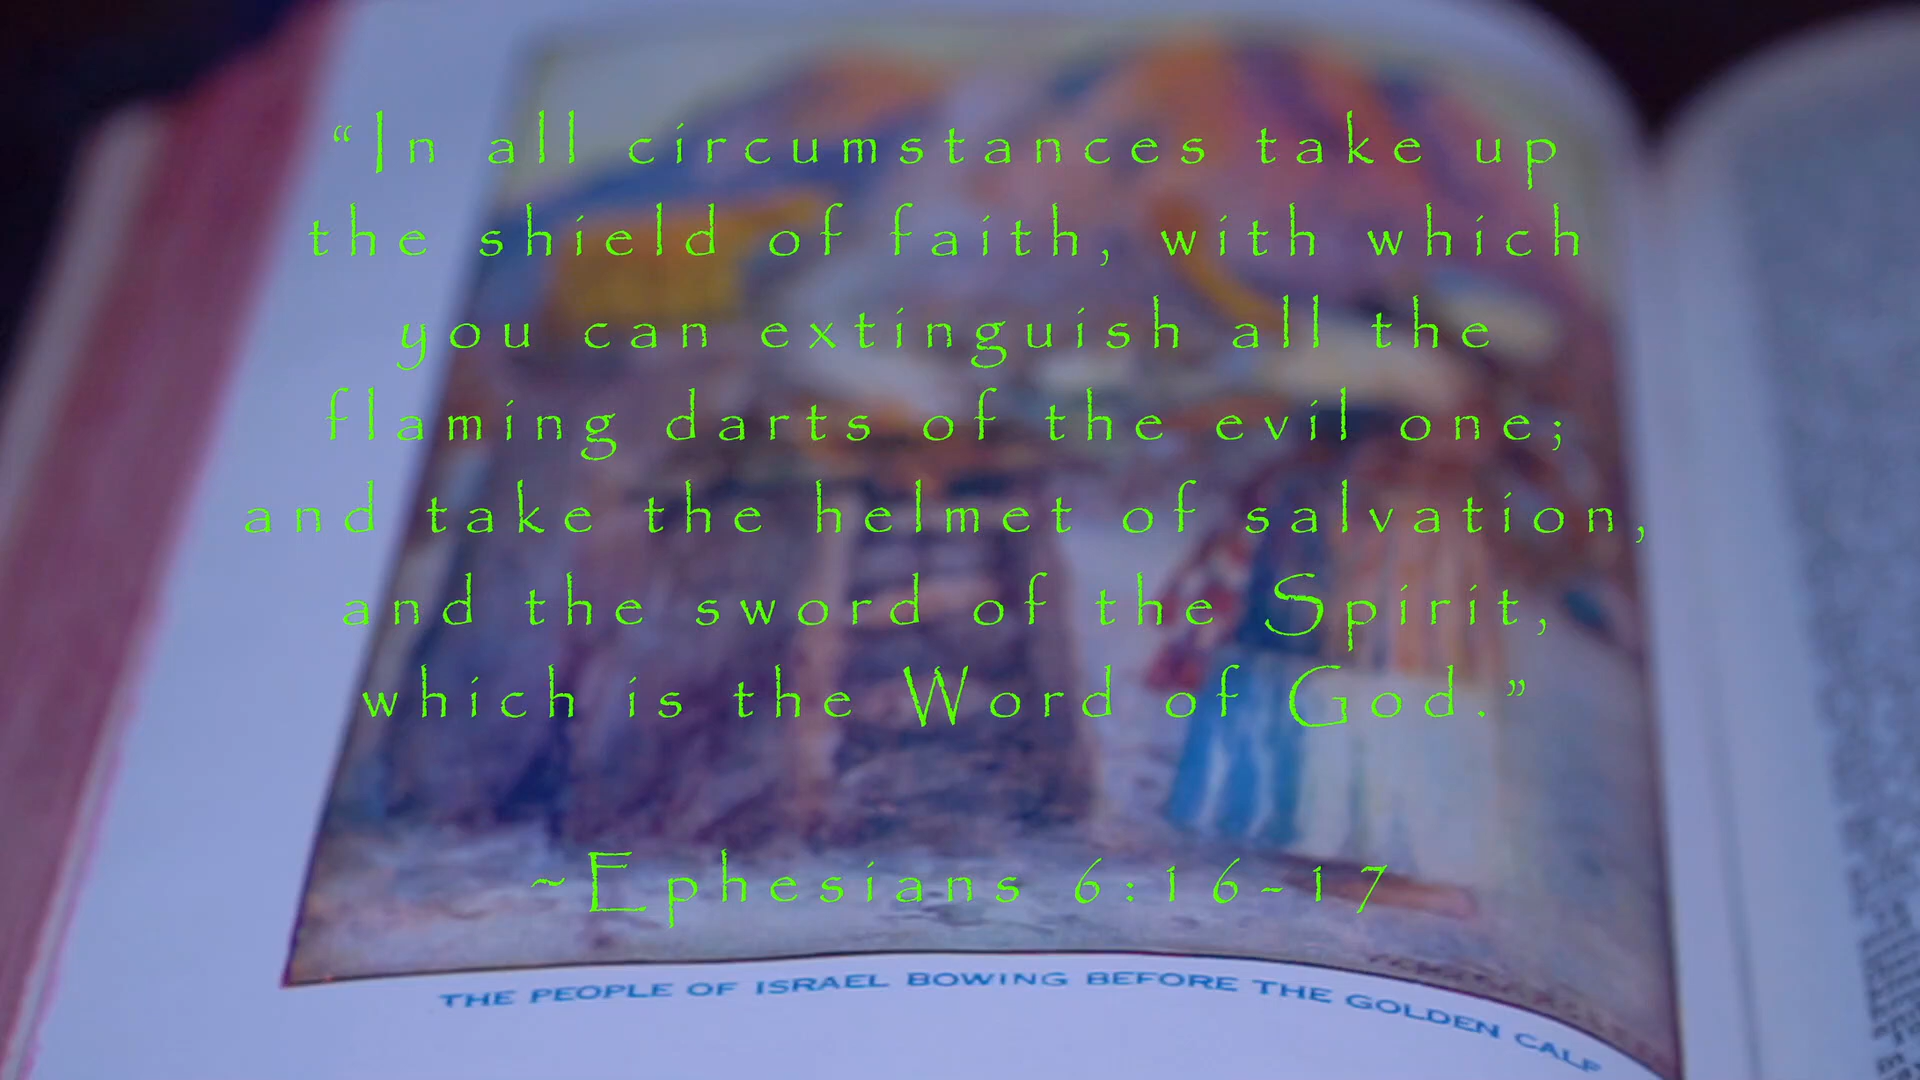 “In all circumstances take up
the shield of faith, with which
you can extinguish all the
flaming darts of the evil one;
and take the helmet of salvation,
and the sword of the Spirit,
which is the Word of God.”
~Ephesians 6:16-17
THE PEOPLE OF ISRAEL BOWING BEFORE THE GOLDEN CALF